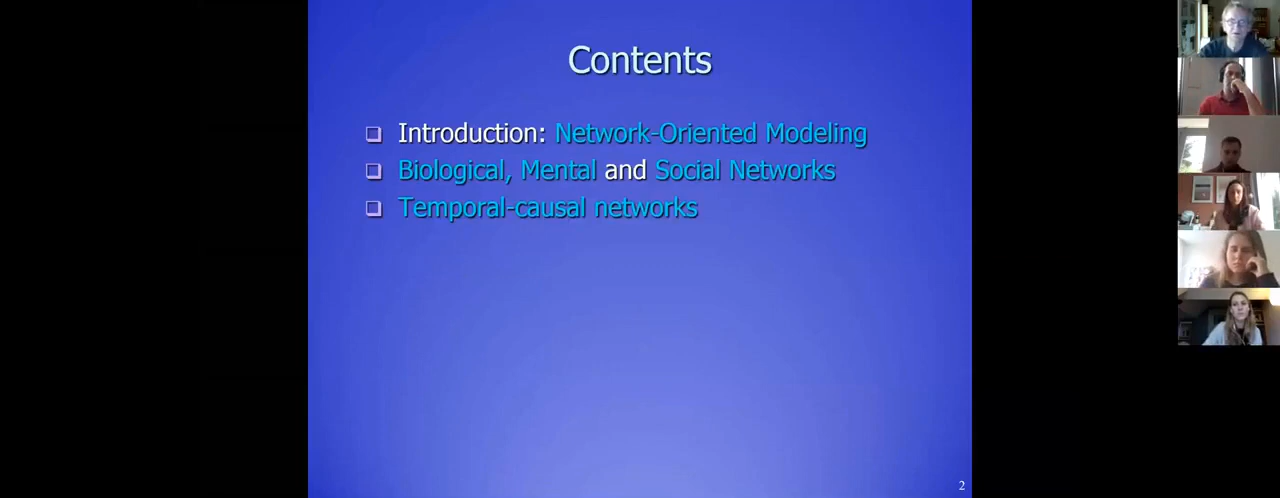 Contents
Introduction: Network-Oriented Modeling
Biological, Mental and Social Networks
Temporal-causal networks
2